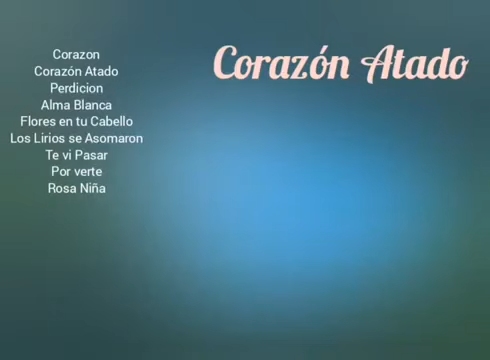 Corazón Atado
Corazon
Corazón Atado
Perdicion
Alma Blanca
Flores en tu Cabello
Los Lirios se Asomaron
Te vi Pasar
Por verte
Rosa Niña